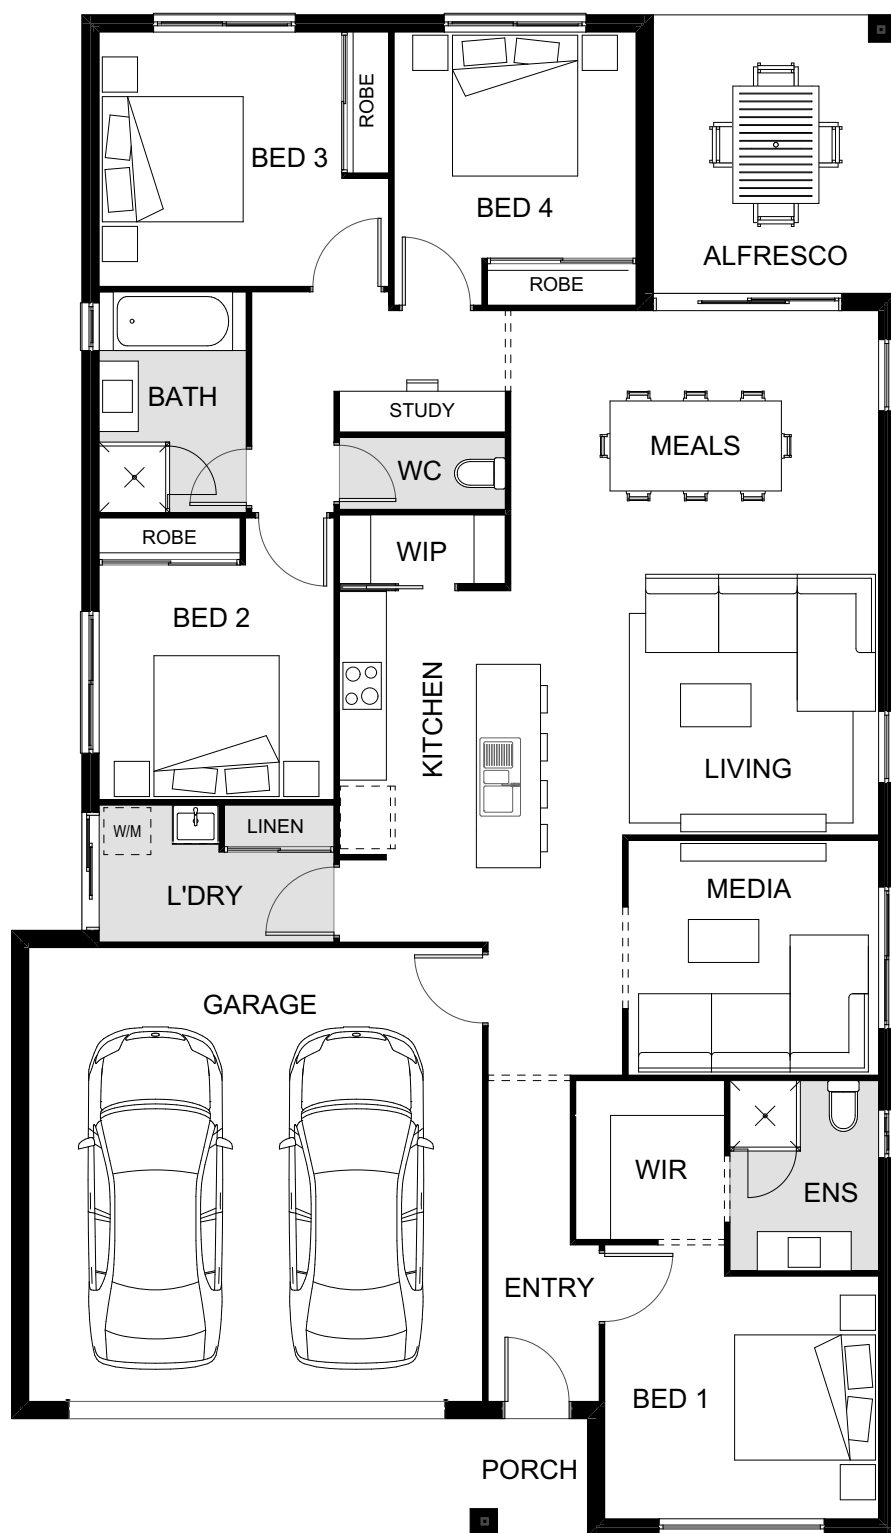 ROBE
BED 3
BED 4
ALFRESCO
ROBE
BATH
STUDY
MEALS
WC
ROBE
WIP
BED 2
KITCHEN
LIVING
W/M
LINEN
L'DRY
MEDIA
GARAGE
WIR
ENS
ENTRY
BED 1
PORCH